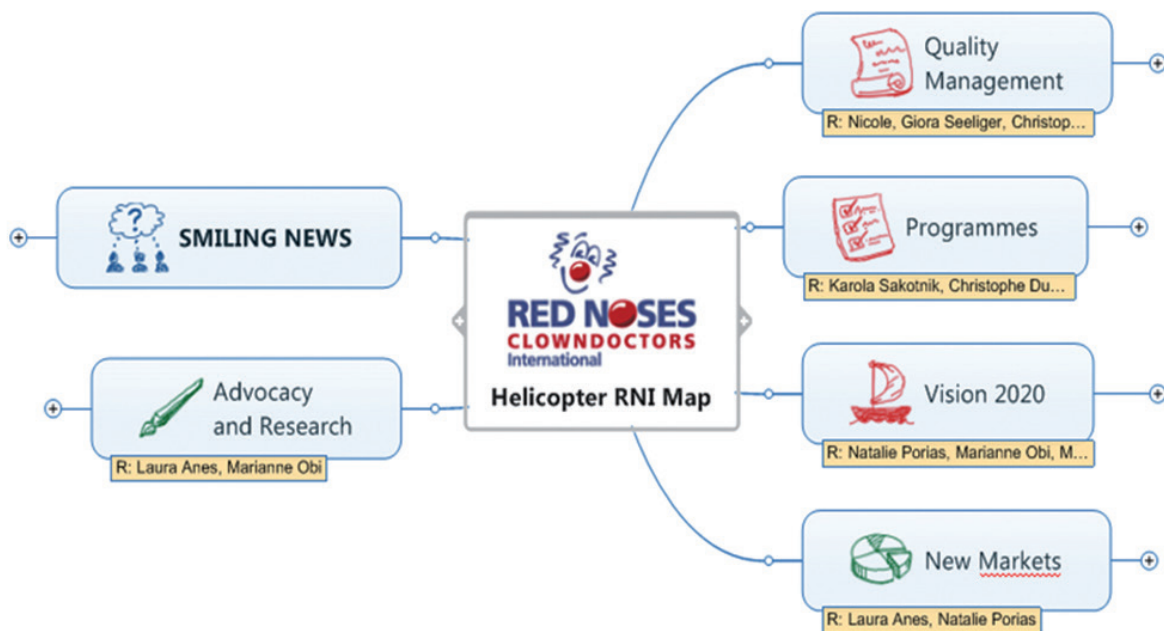 SMILING NEWS
Advocacy
and Research
R: Laura Anes, Marianne Obi
RED NOSES
CLOWNDOCTORS
International
Helicopter RNI Map
Quality
Management
R: Nicole, Giora Seeliger, Christop...
Programmes
R: Karola Sakotnik, Christophe Du...
Vision 2020
R: Natalie Porias, Marianne Obi, M...
New Markets
R: Laura Anes, Natalie Porias